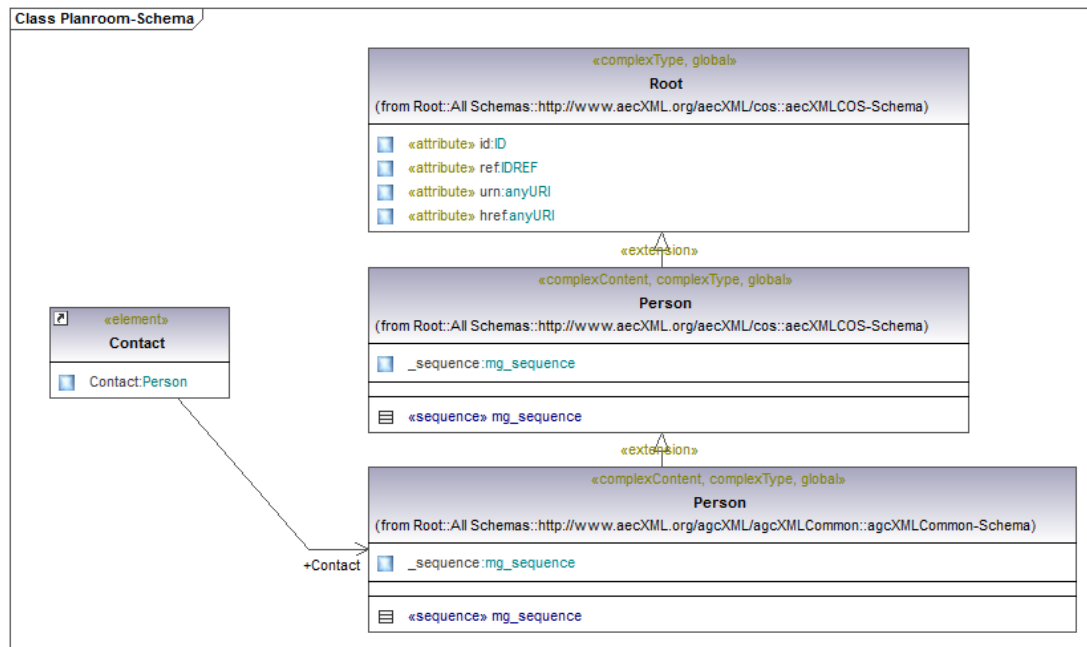 Class Planroom-Schema
«complexType, global»
Root
(from Root::All Schemas::http://www.aecXML.org/aecXML/cos::aecXMLCOS-Schema)
«attribute» id:ID
«attribute» ref:IDREF
«attribute» urn:anyURI
«attribute» href:anyURI
«extension»
«complexContent, complexType, global»
Person
(from Root::All Schemas::http://www.aecXML.org/aecXML/cos::aecXMLCOS-Schema)
_sequence:mg_sequence
«sequence» mg_sequence
«element»
Contact
Contact:Person
«extension»
«complexContent, complexType, global»
Person
(from Root::All Schemas::http://www.aecXML.org/agcXML/agcXMLCommon::agcXMLCommon-Schema)
_sequence:mg_sequence
+Contact
«sequence» mg_sequence